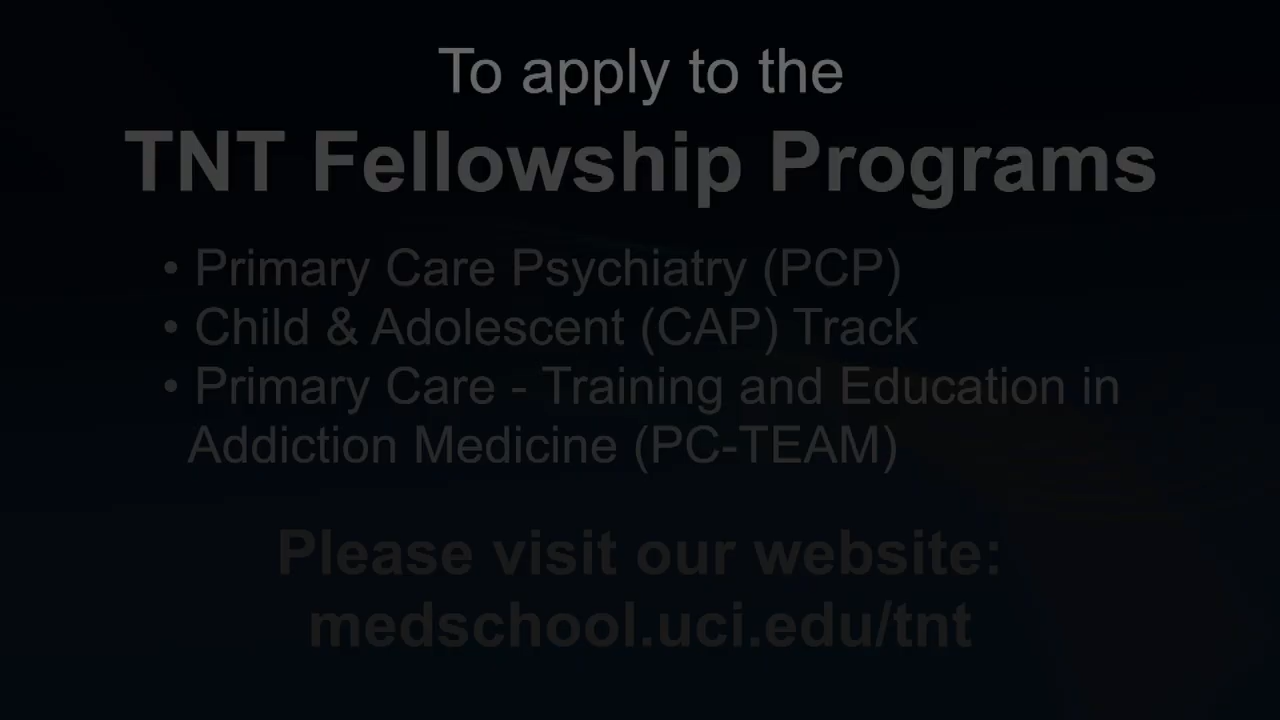 To apply to the
TNT Fellowship Programs
• Primary Care Psychiatry (PCP)
• Child & Adolescent (CAP) Track
• Primary Care - Training and Education in
Addiction Medicine (PC-TEAM)
Please visit our website:
medschool.uci.edu/tnt